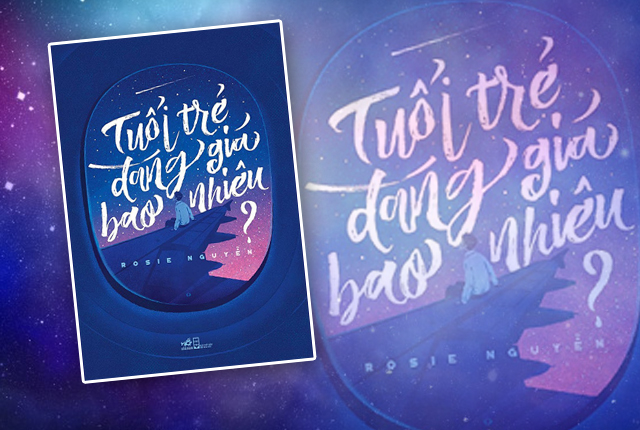 Tuổi trẻ
đáng giá
bao nhiêu
?
ROSIE NGUYỄN
Tuổi trẻ
đáng giá
bao nhiêu
?
ROSIE NGUYỄN